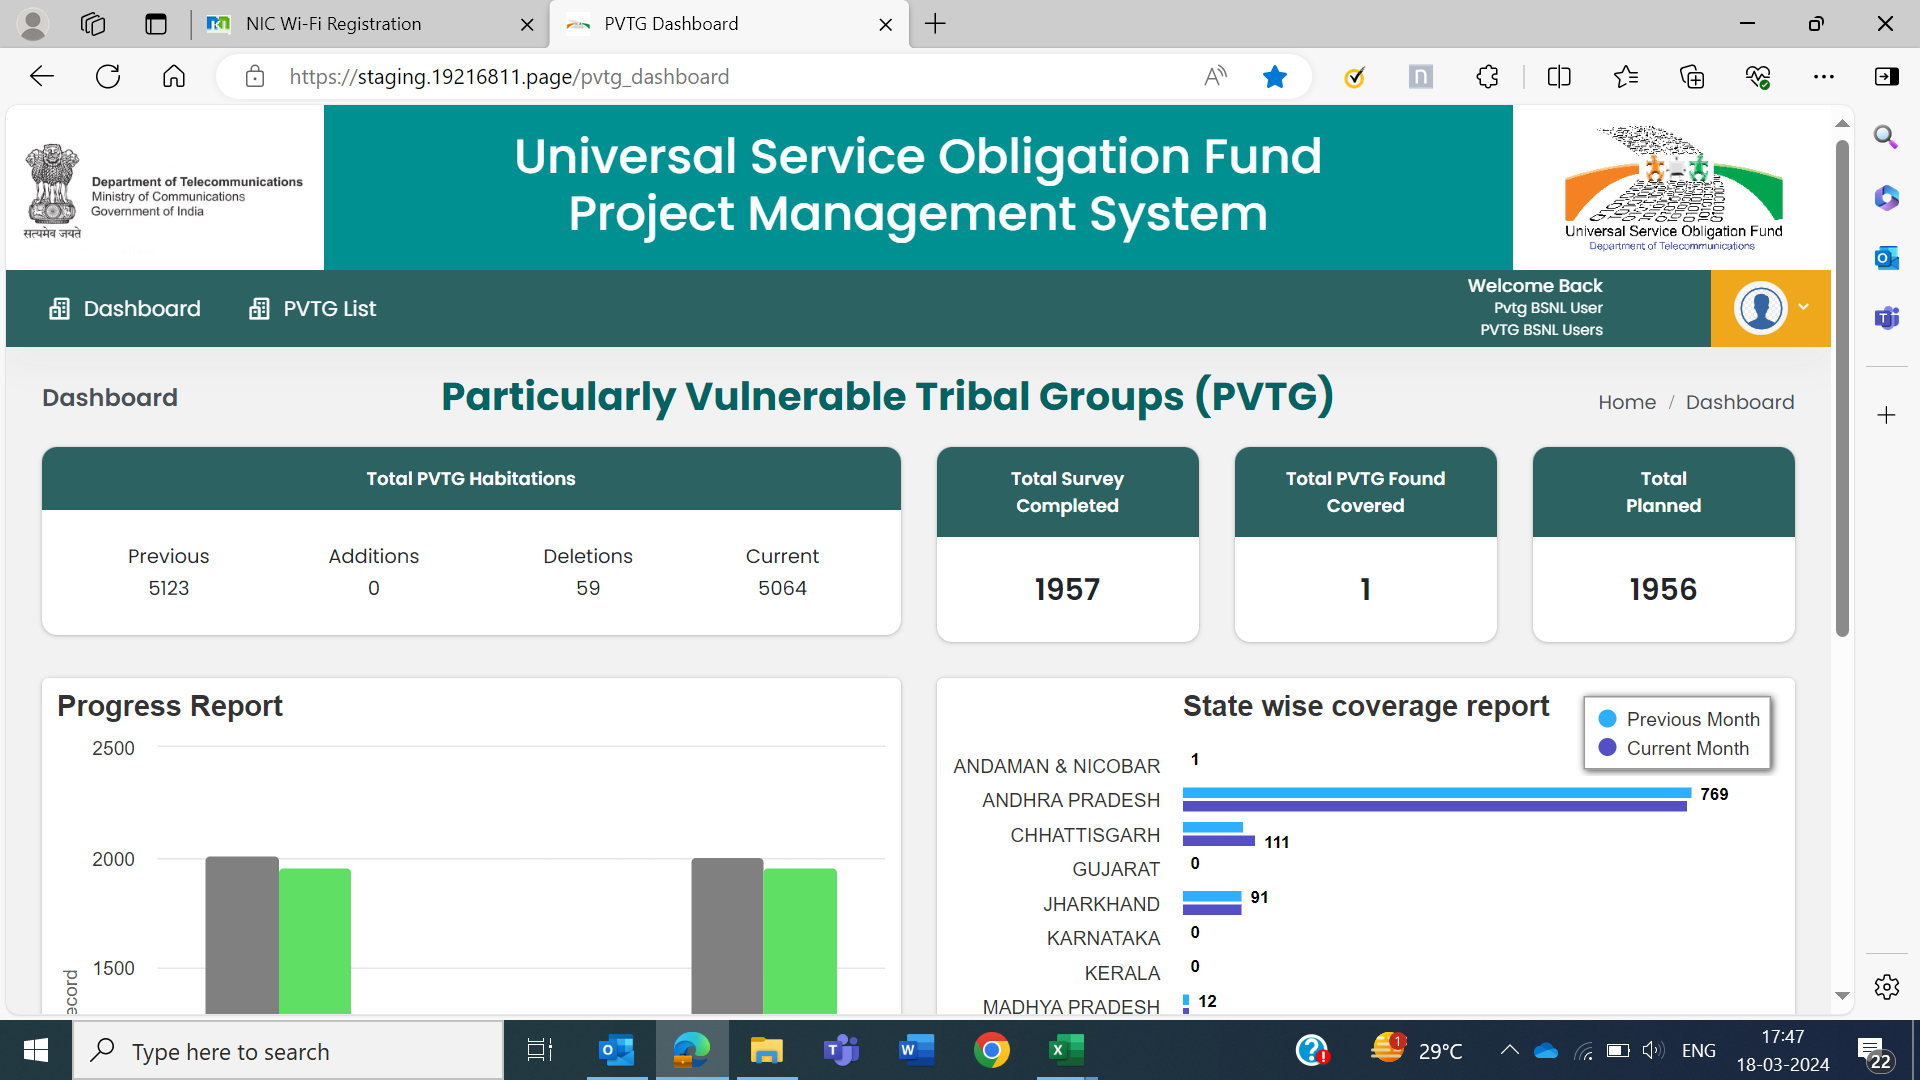 NIC Wi-Fi Registration
PVTG Dashboard
https://staging.19216811.page/pvtg_dashboard
सत्यमेव जयते
Department of Telecommunications
Ministry of Communications
Government of India
Universal Service Obligation Fund
Project Management System
Universal Service Obligation Fund
Department of Telecommunications
Dashboard
PVTG List
Welcome Back
Pvtg BSNL User
PVTG BSNL Users
Dashboard
Particularly Vulnerable Tribal Groups (PVTG)
Home / Dashboard
Total PVTG Habitations
Previous Additions Deletions Current
5123 0 59 5064
Total Survey
Completed
1957
Total PVTG Found
Covered
1
Total
Planned
1956
Progress Report
2500
2000
1500
State wise coverage report
Previous Month
Current Month
ANDAMAN & NICOBAR 1
ANDHRA PRADESH 769
CHHATTISGARH 111
GUJARAT 0
JHARKHAND 91
KARNATAKA 0
KERALA 0
MADHYA PRADESH 12
Type here to search
29°C
ENG
17:47
18-03-2024
22